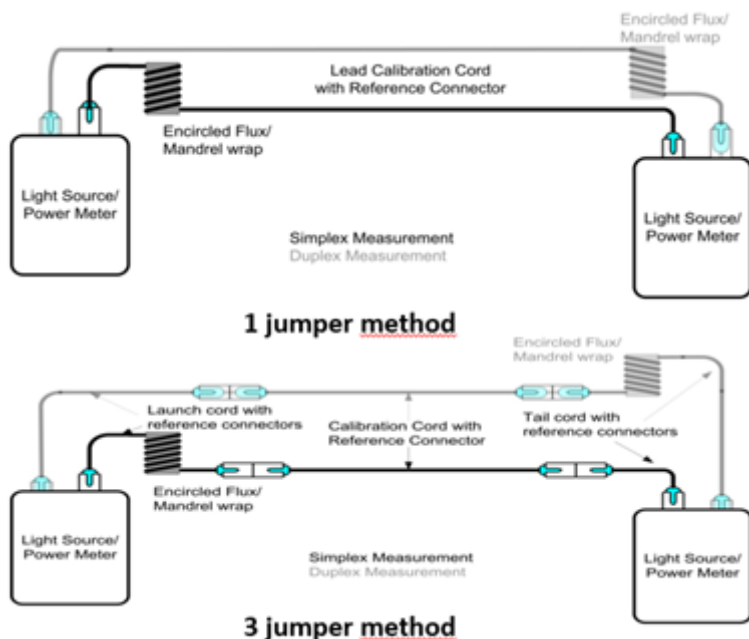 Encircled Flux/
Mandrel wrap
Lead Calibration Cord
with Reference Connector
Encircled Flux/
Mandrel wrap
Light Source/
Power Meter
Light Source/
Power Meter
Simplex Measurement
Duplex Measurement
1 jumper method
Encircled Flux/
Mandrel wrap
Launch cord with
reference connectors
Calibration Cord with
Reference Connector
Tail cord with
reference connectors
Encircled Flux/
Mandrel wrap
Light Source/
Power Meter
Light Source/
Power Meter
Simplex Measurement
Duplex Measurement
3 jumper method